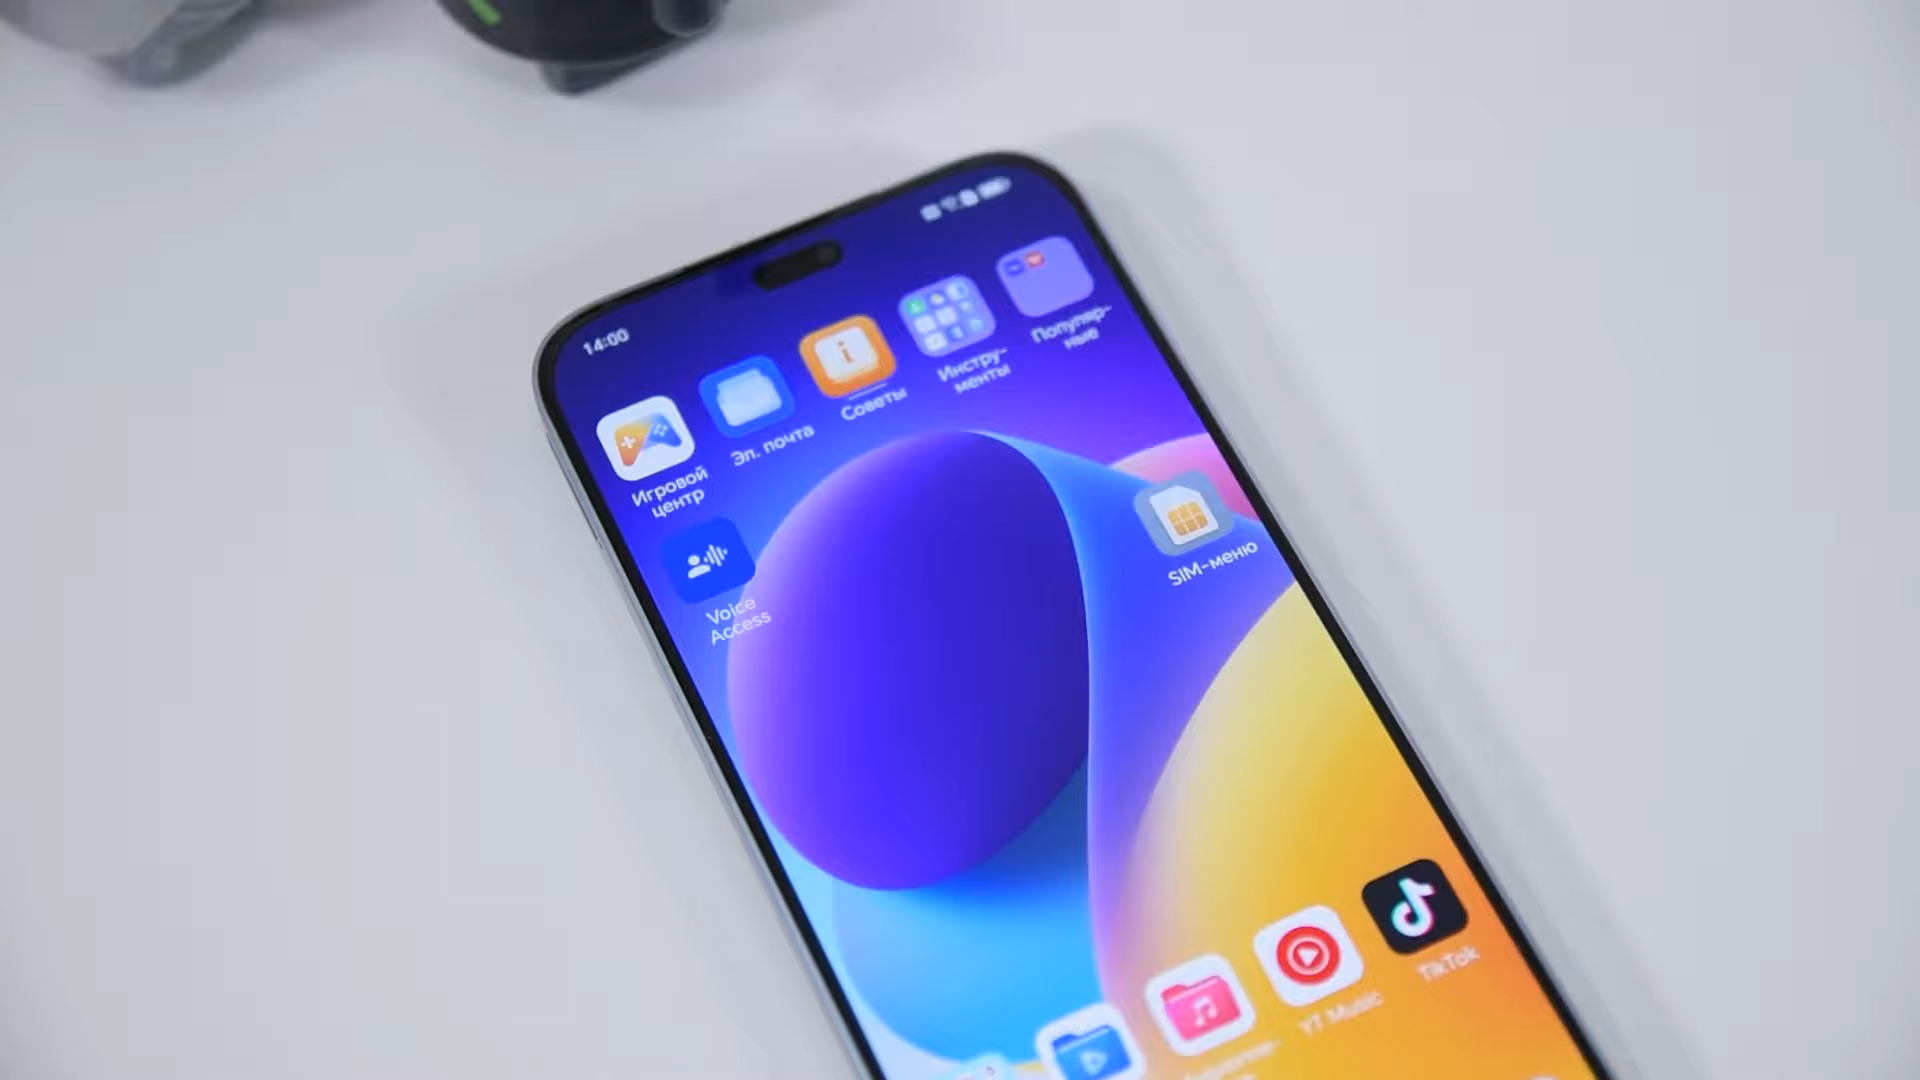 14:00
Игровой
центр
Эл. почта
Советы
Инстру-
менты
Популяр-
ные
Voice
Access
SIM-меню
YT Music
TikTok